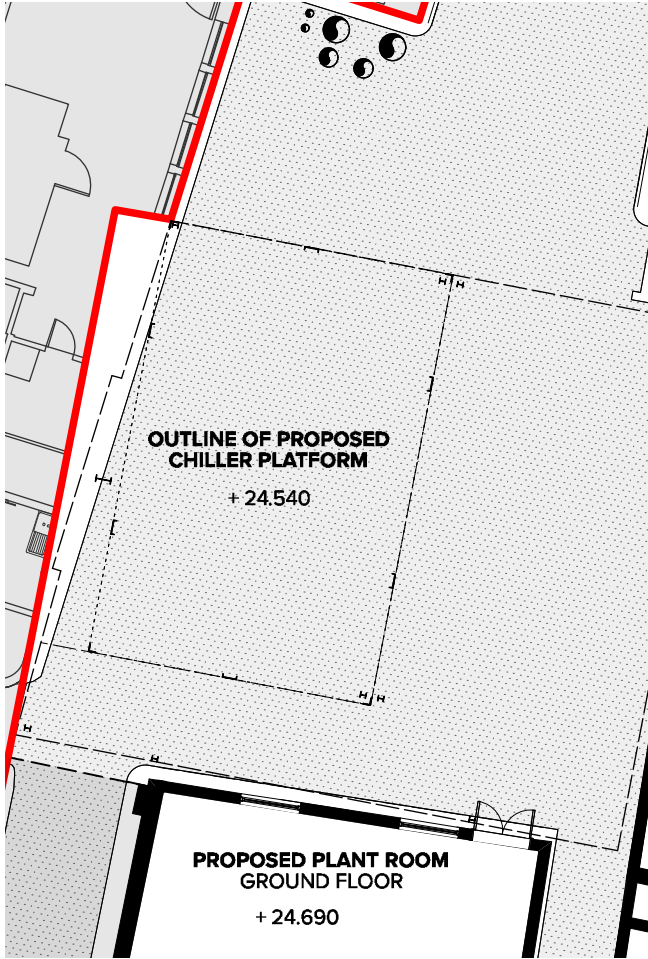 OUTLINE OF PROPOSED
CHILLER PLATFORM
+ 24.540
PROPOSED PLANT ROOM
GROUND FLOOR
+ 24.690